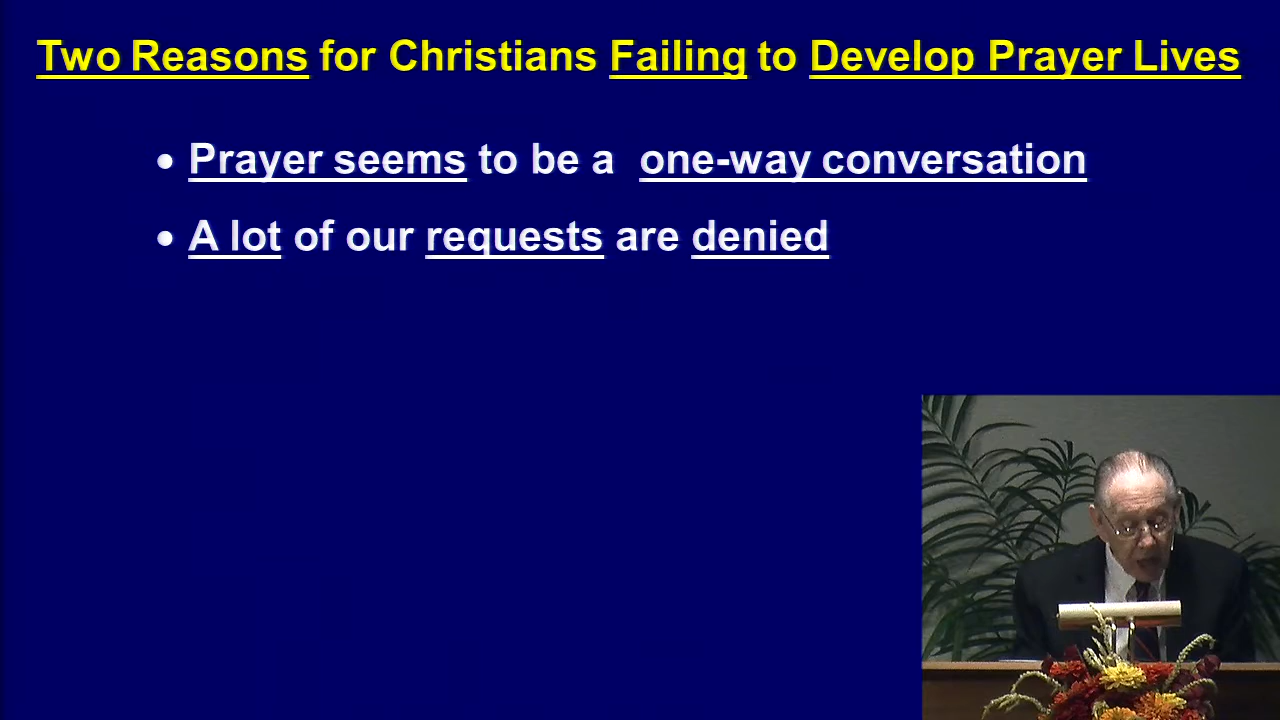 Two Reasons for Christians Failing to Develop Prayer Lives
• Prayer seems to be a one-way conversation
• A lot of our requests are denied